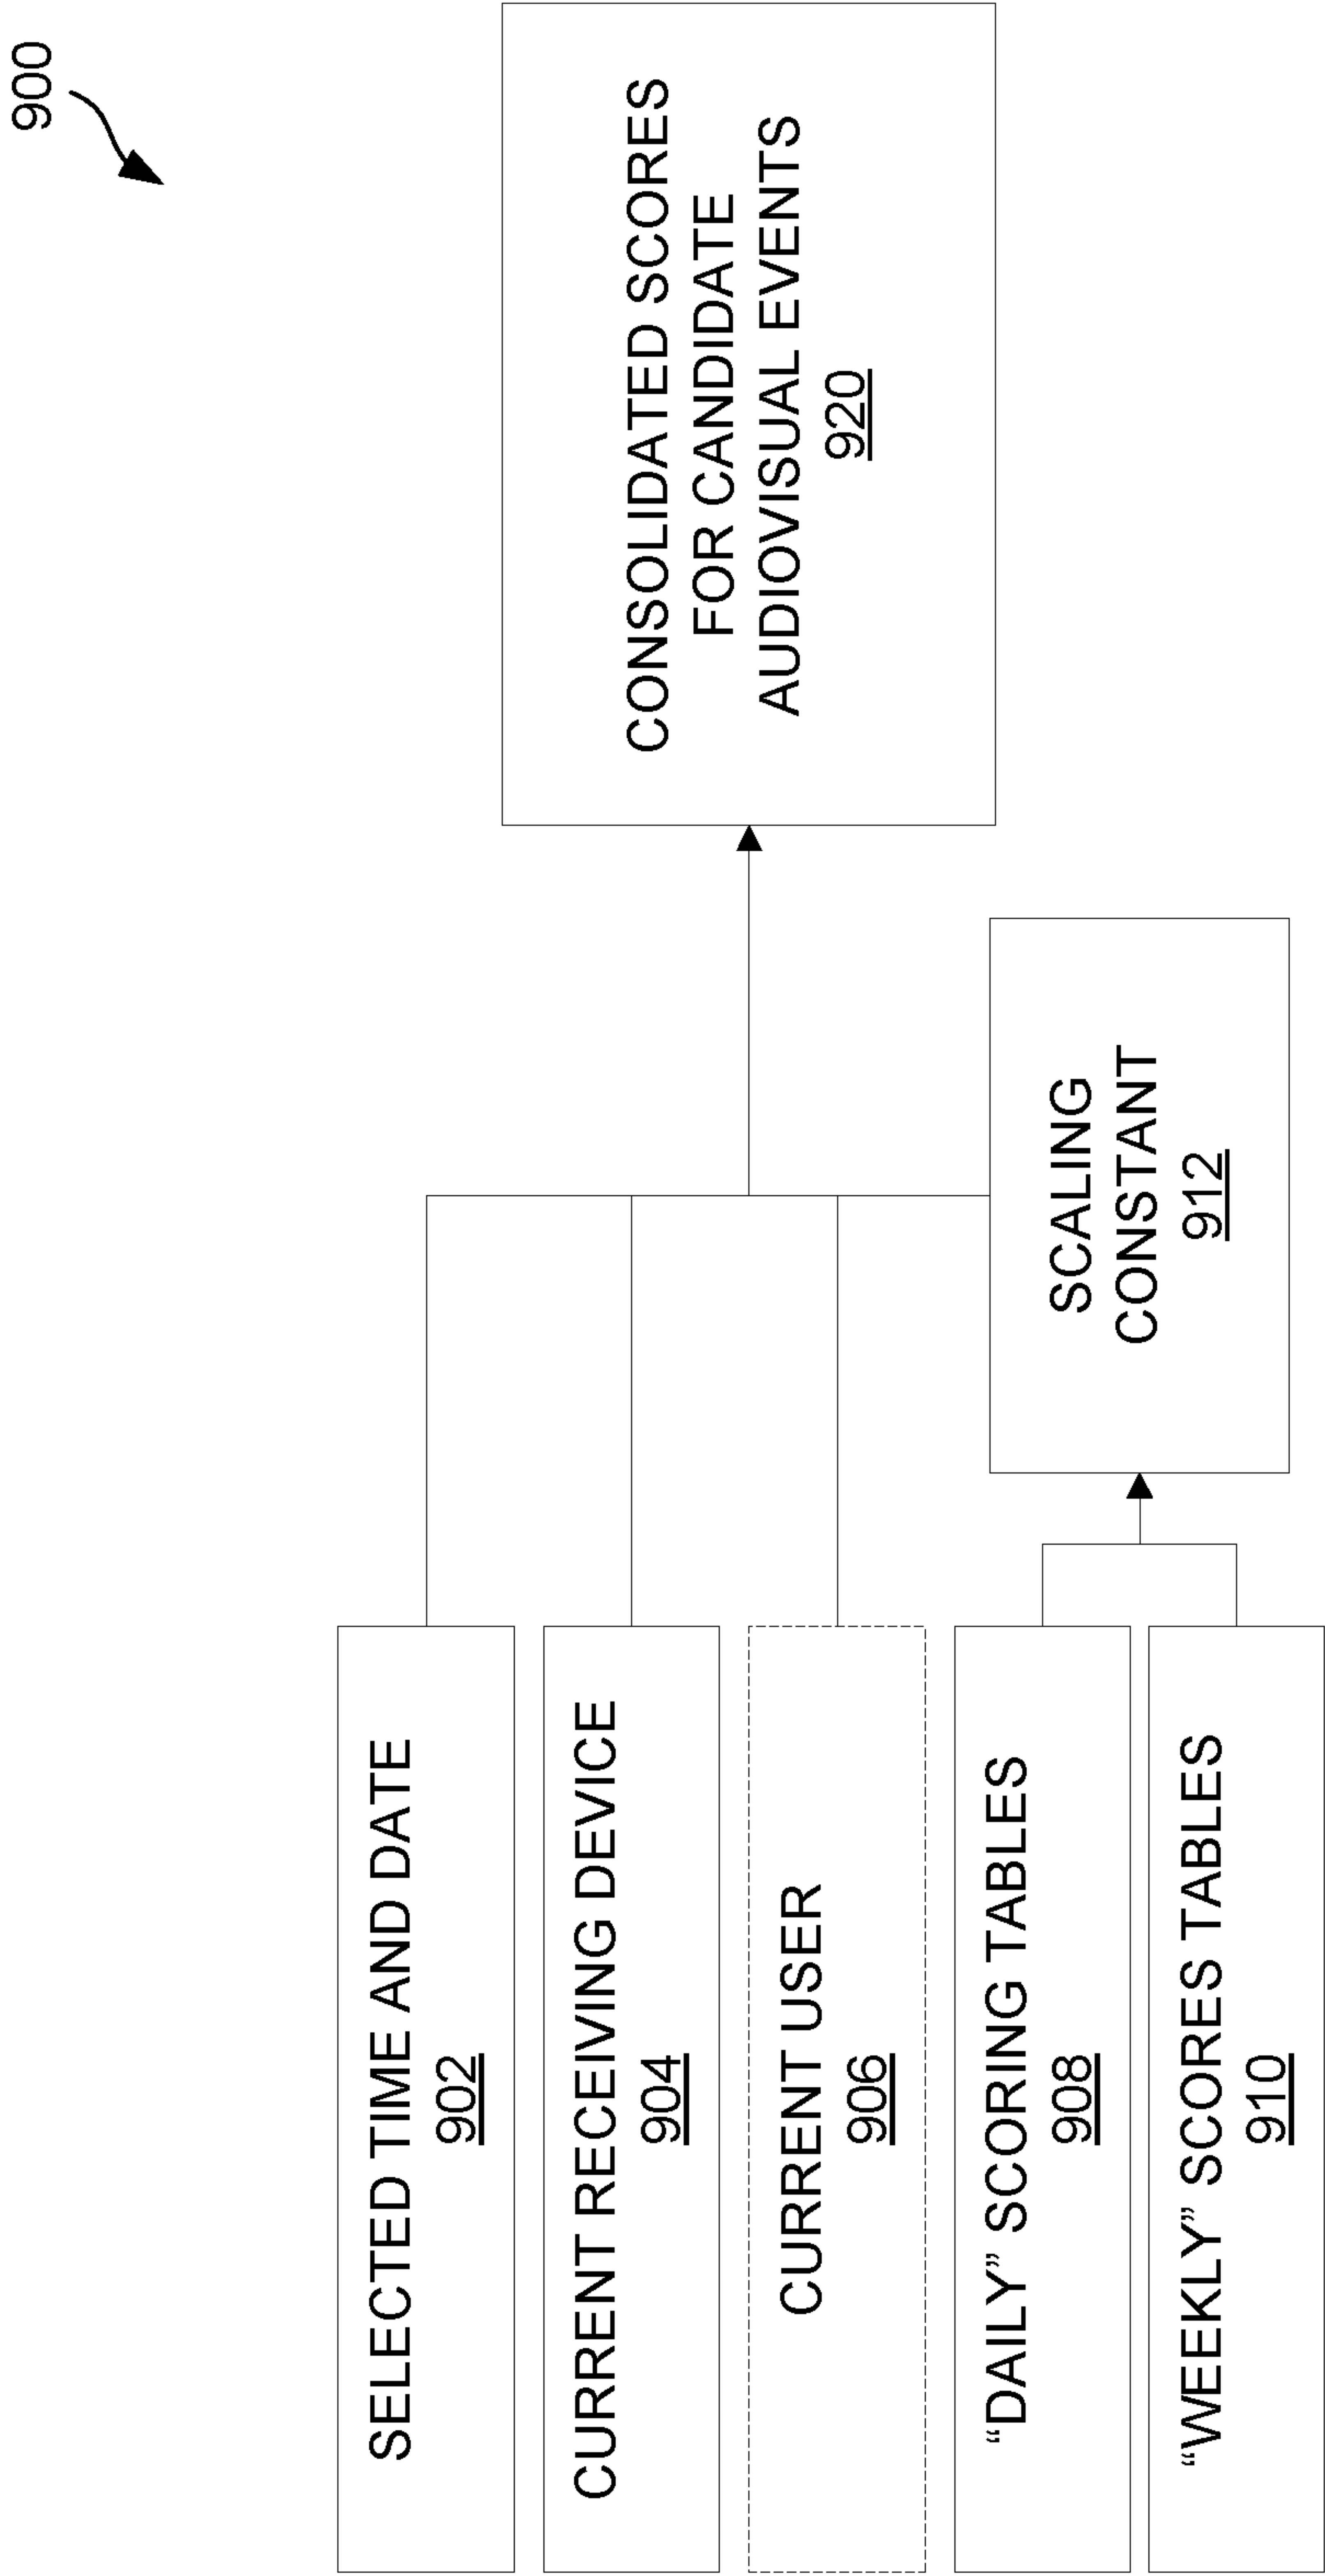 900
SELECTED TIME AND DATE
902
CURRENT RECEIVING DEVICE
904
CURRENT USER
906
“DAILY” SCORING TABLES
908
“WEEKLY” SCORES TABLES
910
SCALING
CONSTANT
912
CONSOLIDATED SCORES
FOR CANDIDATE
AUDIOVISUAL EVENTS
920